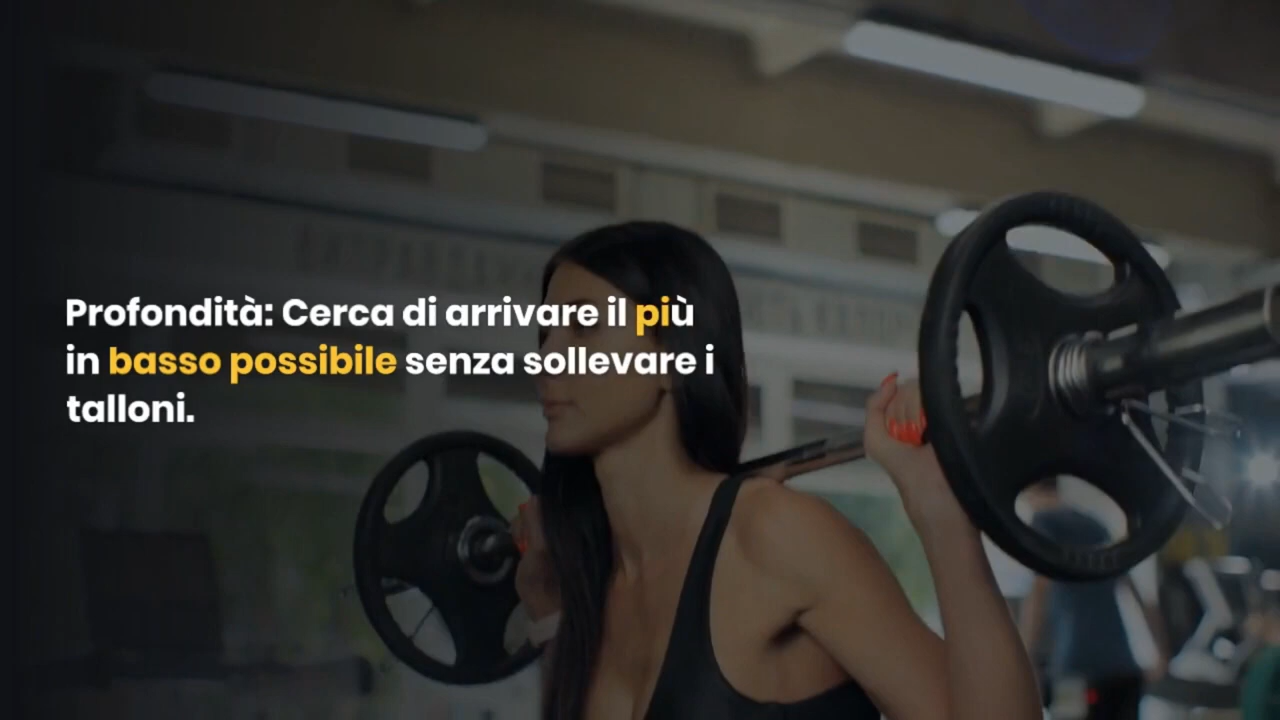 Profondità: Cerca di arrivare il più
in basso possibile senza sollevare i
talloni.